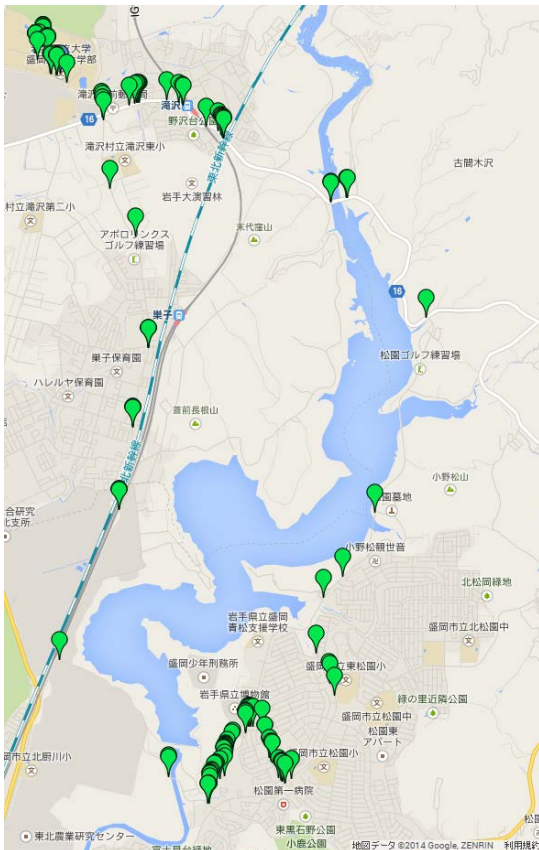 IG
大学
学部
滝沢
16
野沢台公
滝沢村立滝沢東小
東北新幹線
古間木沢
岩手大演習林
村立滝沢第二小
末代窪山
アポロリンクス
ゴルフ練習場
16
巣子
松園ゴルフ練習場
巣子保育園
ハレルヤ保育園
萱前長根山
北新幹線
小野松山
園墓地
合研究
北支所
小野松観世音
北松園緑地
岩手県立盛岡
青松支援学校
盛岡市立北松園中
盛岡少年刑務所
盛岡市立東松園小
緑の里近隣公園
岩手県立博物館
盛岡市立松園中
松園東
アパート
岡市立北厨川小
岡市立松園小
松園第一病院
松園
東黒石野公園
小鹿公園
東北農業研究センター
地図データ ©2014 Google, ZENRIN
利用規約